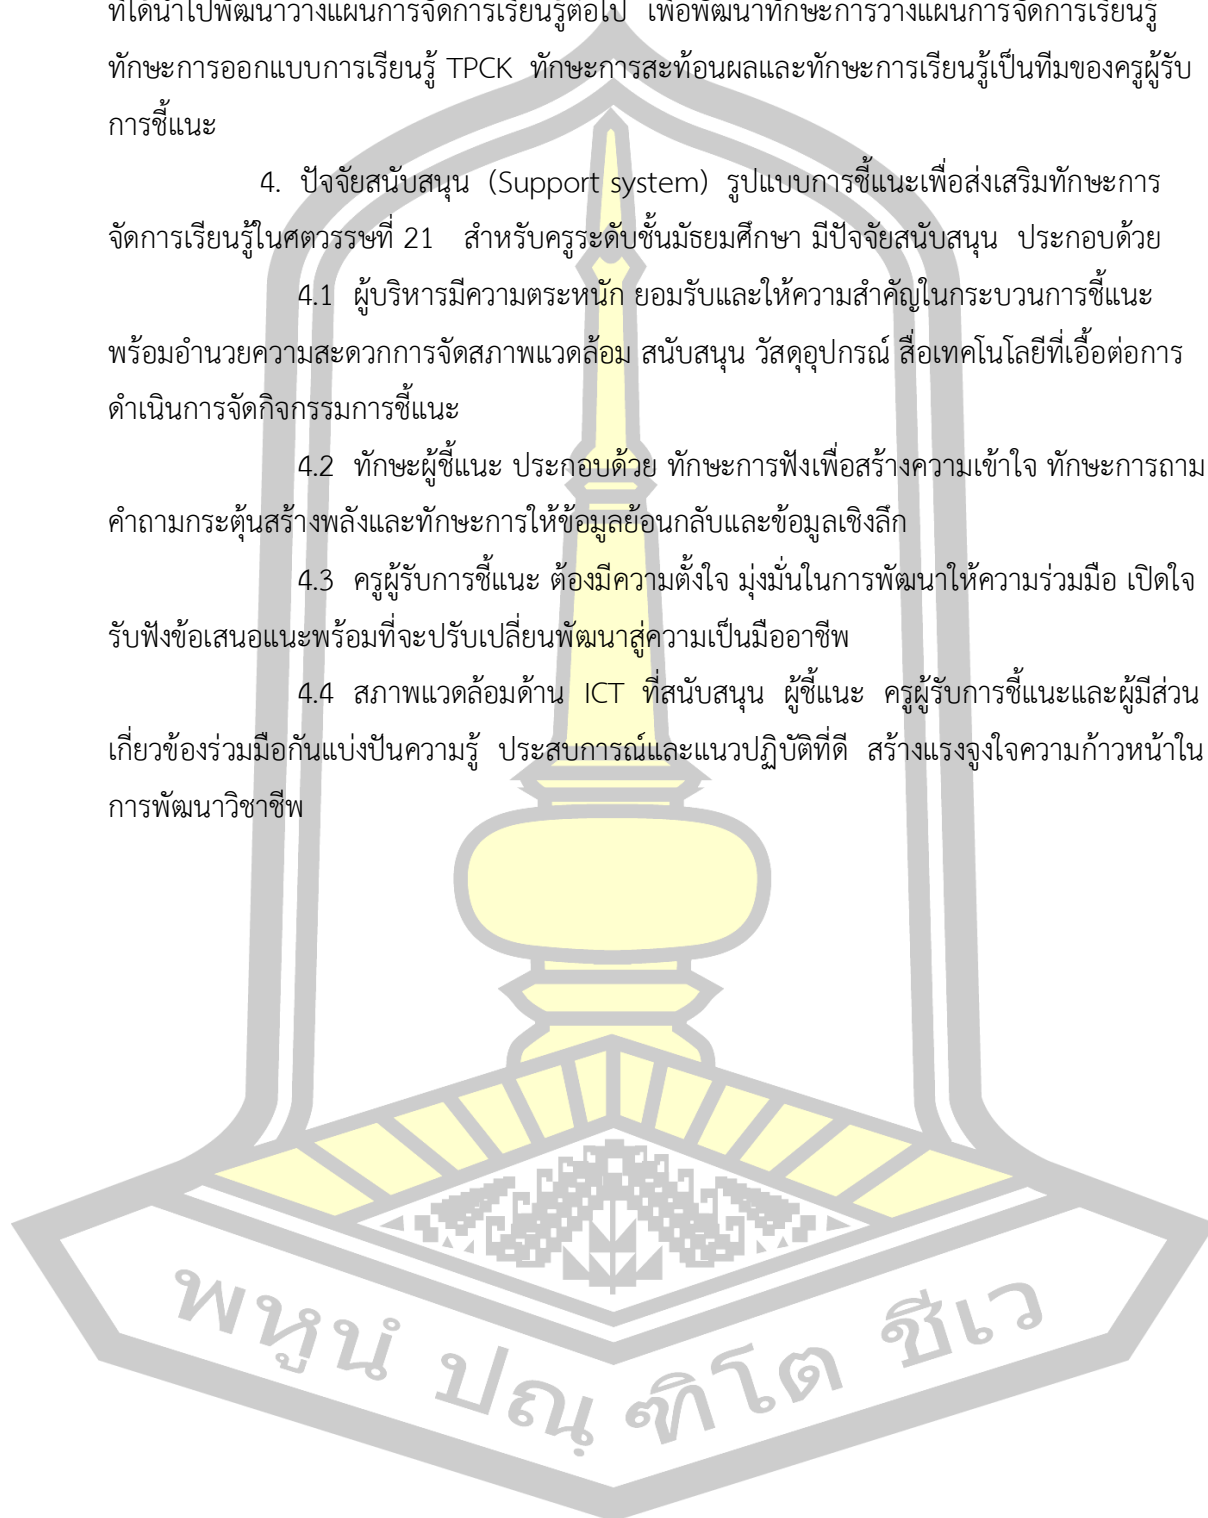 ที่ได้นำไปพัฒนาวางแผนการจัดการเรียนรู้ต่อไป เพื่อพัฒนาทักษะการวางแผนการจัดการเรียนรู้
ทักษะการออกแบบการเรียนรู้ TPCK ทักษะการสะท้อนผลและทักษะการเรียนรู้เป็นทีมของครูผู้รับ
การชี้แนะ
4. ปัจจัยสนับสนุน (Support system) รูปแบบการชี้แนะเพื่อส่งเสริมทักษะการ
จัดการเรียนรู้ในศตวรรษที่ 21 สำหรับครูระดับชั้นมัธยมศึกษา มีปัจจัยสนับสนุน ประกอบด้วย
4.1 ผู้บริหารมีความตระหนัก ยอมรับและให้ความสำคัญในกระบวนการชี้แนะ
พร้อมอำนวยความสะดวกการจัดสภาพแวดล้อม สนับสนุน วัสดุอุปกรณ์ สื่อเทคโนโลยีที่เอื้อต่อการ
ดำเนินการจัดกิจกรรมการชี้แนะ
4.2 ทักษะผู้ชี้แนะ ประกอบด้วย ทักษะการฟังเพื่อสร้างความเข้าใจ ทักษะการถาม
คำถามกระตุ้นสร้างพลังและทักษะการให้ข้อมูลย้อนกลับและข้อมูลเชิงลึก
4.3 ครูผู้รับการชี้แนะ ต้องมีความตั้งใจ มุ่งมั่นในการพัฒนาให้ความร่วมมือ เปิดใจ
รับฟังข้อเสนอแนะพร้อมที่จะปรับเปลี่ยนพัฒนาสู่ความเป็นมืออาชีพ
4.4 สภาพแวดล้อมด้าน ICT ที่สนับสนุน ผู้ชี้แนะ ครูผู้รับการชี้แนะและผู้มีส่วน
เกี่ยวข้องร่วมมือกันแบ่งปันความรู้ ประสบการณ์และแนวปฏิบัติที่ดี สร้างแรงจูงใจความก้าวหน้าใน
การพัฒนาวิชาชีพ
พหูนํ ปณฺฑิโต ชีเว